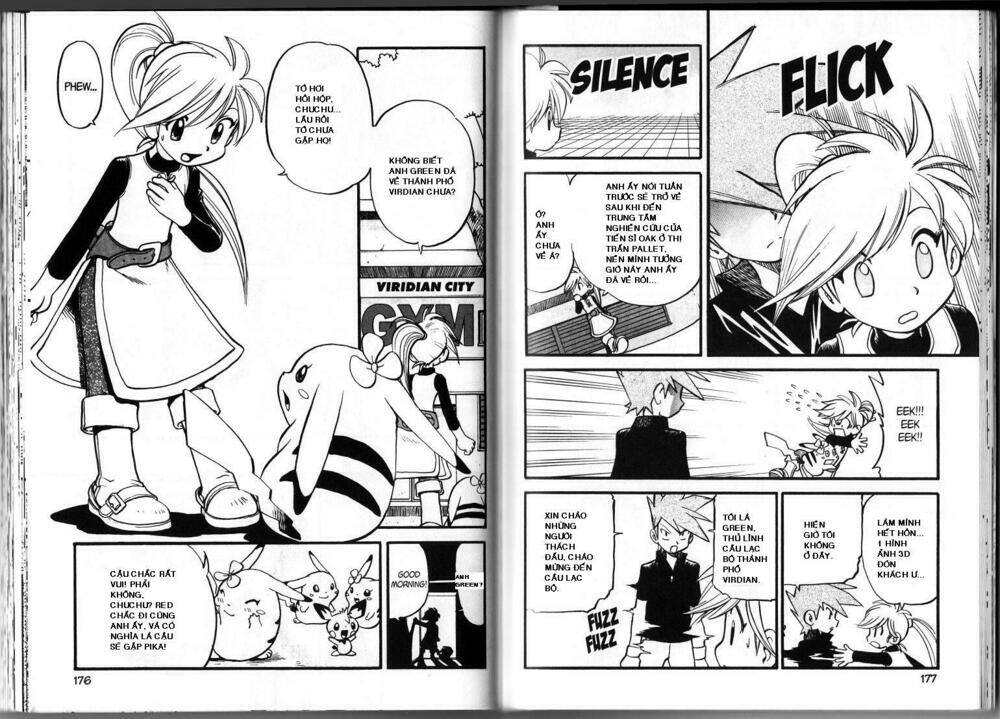 PHEW...
TỚ HƠI
HỒI HỘP,
CHUCHU...
LÂU RỒI
TỚ CHƯA
GẶP HỌ!
KHÔNG BIẾT
ANH GREEN ĐÃ
VỀ THÀNH PHỐ
VIRDIAN CHƯA?
VIRIDIAN CITY
GYM
CẬU CHẮC RẤT
VUI! PHẢI
KHÔNG,
CHUCHU? RED
CHẮC ĐI CÙNG
ANH ẤY, VÀ CÓ
NGHĨA LÀ CẬU
SẼ GẶP PIKA!
GOOD
MORNING!
ANH
GREEN?
176
SILENCE
FLICK
Ồ?
ANH
ẤY
CHƯA
VỀ À?
ANH ẤY NÓI TUẦN
TRƯỚC SẼ TRỞ VỀ
SAU KHI ĐẾN
TRUNG TÂM
NGHIÊN CỨU CỦA
TIẾN SĨ OAK Ở THỊ
TRẤN PALLET,
NÊN MÌNH TƯỞNG
GIỜ NÀY ANH ẤY
ĐÃ VỀ RỒI...
EEK!!!
EEK
EEK!!
XIN CHÀO
NHỮNG
NGƯỜI
THÁCH
ĐẤU, CHÀO
MỪNG ĐẾN
CÂU LẠC
BỘ.
TÔI LÀ
GREEN,
THỦ LĨNH
CÂU LẠC
BỘ THÀNH
PHỐ
VIRDIAN.
FUZZ
FUZZ
HIỆN
GIỜ TÔI
KHÔNG
Ở ĐÂY.
LÀM MÌNH
HẾT HỒN...
1 HÌNH
ẢNH 3D
ĐÓN
KHÁCH Ư...
177